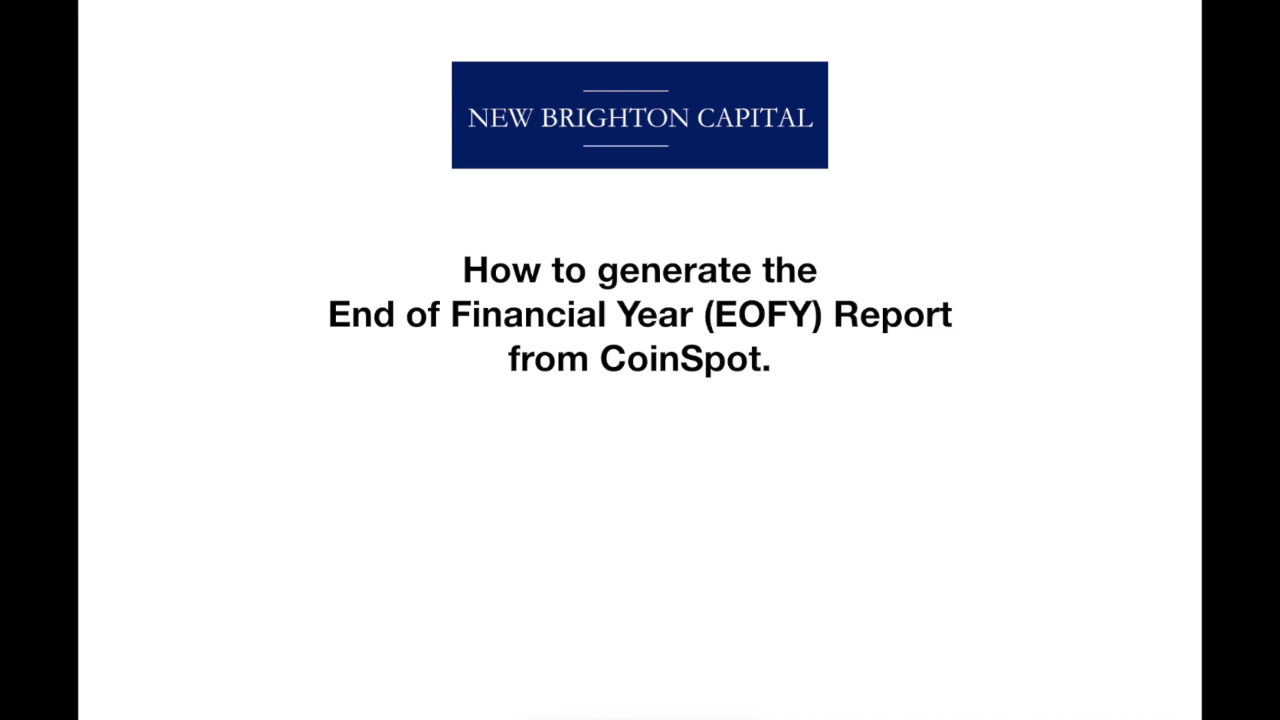 NEW BRIGHTON CAPITAL
How to generate the
End of Financial Year (EOFY) Report
from CoinSpot.